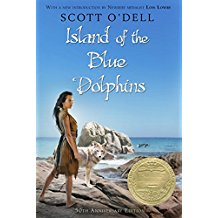 WITH A NEW INTRODUCTION BY NEWBERY MEDALIST LOIS LOWRY
SCOTT O'DELL
Island of the
Blue
Dolphins
50TH ANNIVERSARY EDITION